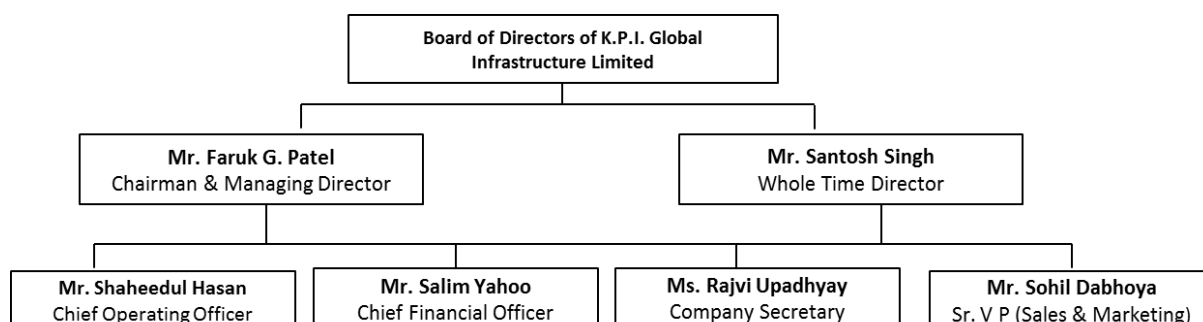 Board of Directors of K.P.I. Global
Infrastructure Limited
Mr. Faruk G. Patel
Chairman & Managing Director
Mr. Santosh Singh
Whole Time Director
Mr. Shaheedul Hasan
Chief Operating Officer
Mr. Salim Yahoo
Chief Financial Officer
Ms. Rajvi Upadhyay
Company Secretary
Mr. Sohil Dabhoya
Sr. V P (Sales & Marketing)